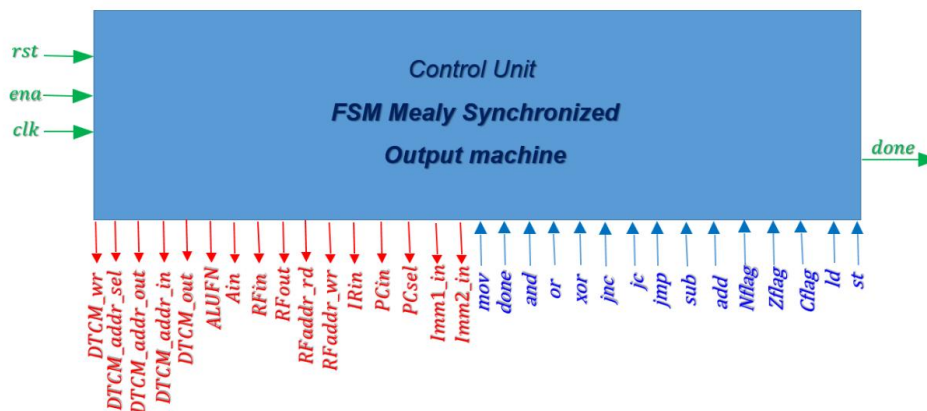 rst
ena
clk
Control Unit
FSM Mealy Synchronized
Output machine
done
DTCM_wr
DTCM_addr_sel
DTCM_addr_out
DTCM_addr_in
DTCM_out
ALUFN
Ain
RFin
RFout
RFaddr_rd
RFaddr_wr
IRin
PCin
PCsel
Imm1_in
Imm2_in
mov
done
and
or
xor
jnc
jc
jmp
sub
add
Nflag
Zflag
Cflag
ld
st